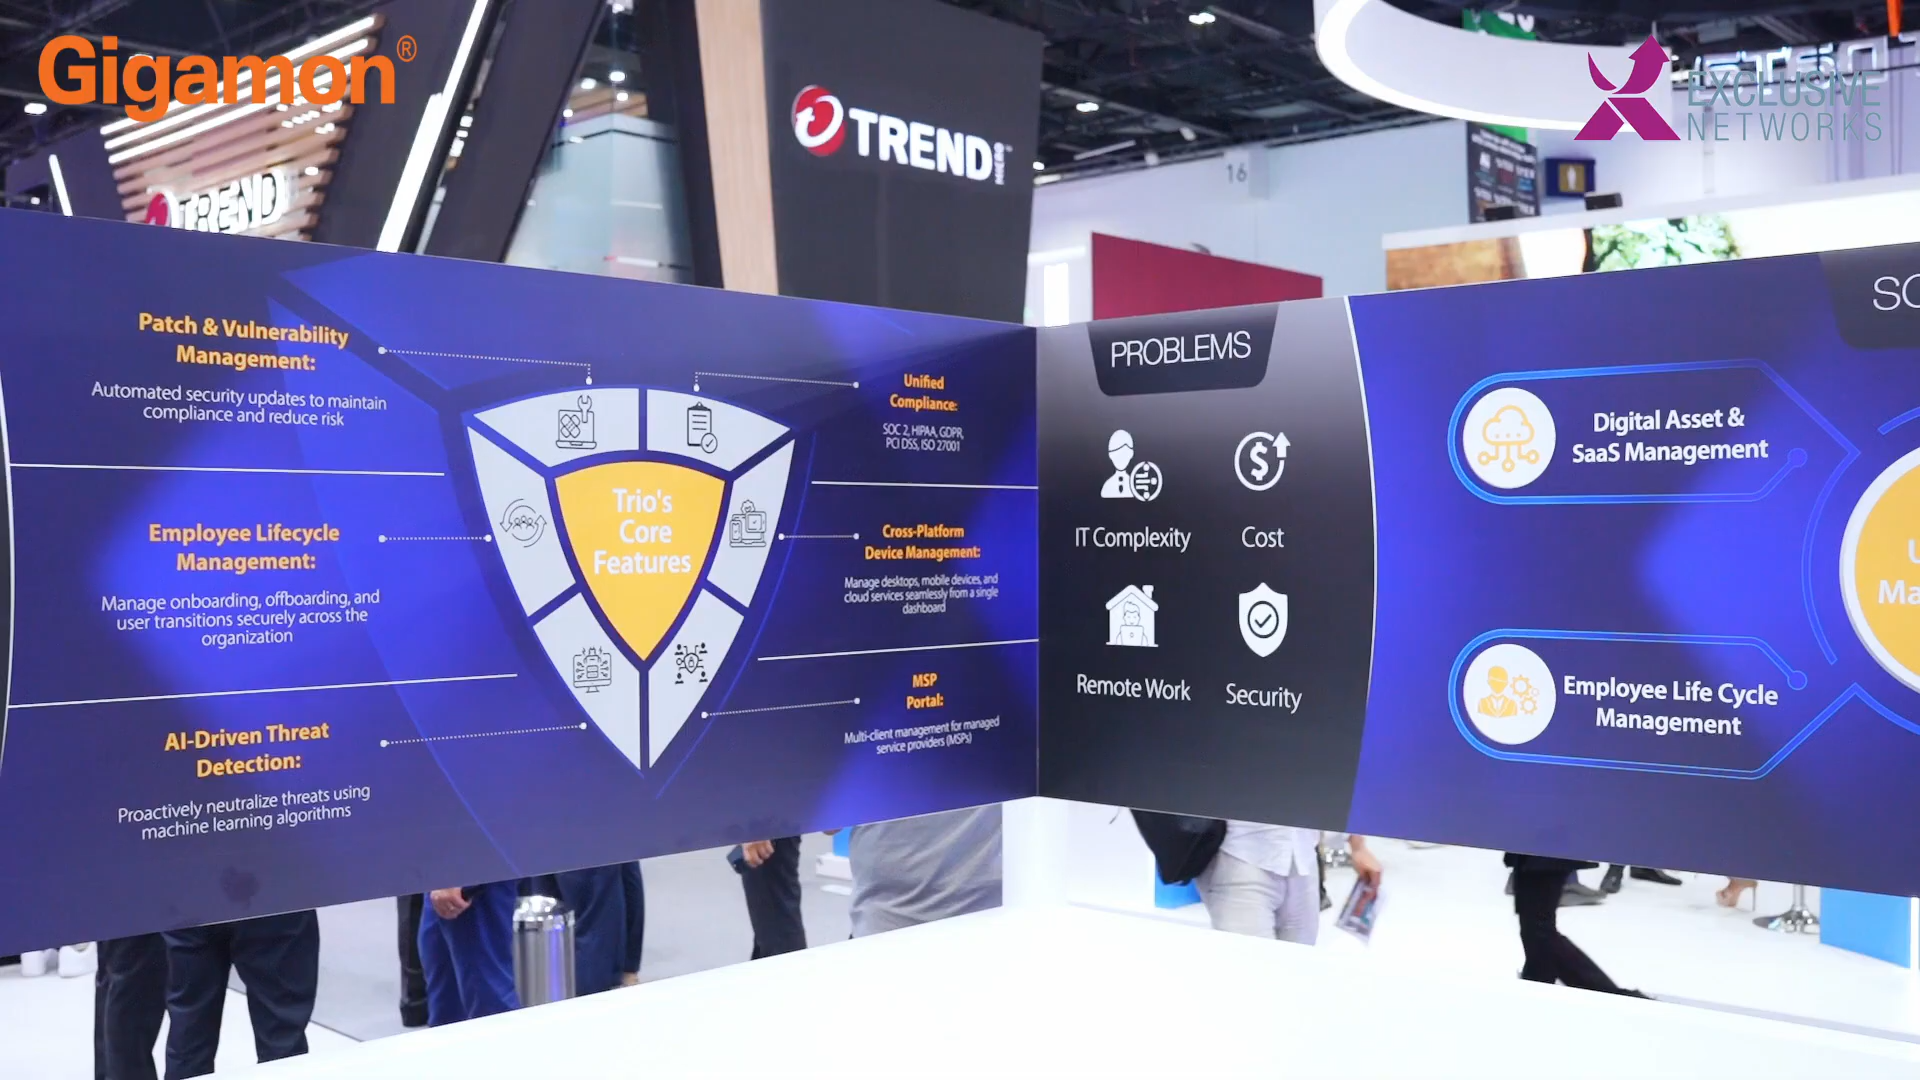 Gigamon®
EXCLUSIVE
NETWORKS
TREND
MICRO
TREND
16
Patch & Vulnerability
Management:
Automated security updates to maintain
compliance and reduce risk
Employee Lifecycle
Management:
Manage onboarding, offboarding, and
user transitions securely across the
organization
AI-Driven Threat
Detection:
Proactively neutralize threats using
machine learning algorithms
Trio's
Core
Features
Unified
Compliance:
SOC 2, HIPAA, GDPR,
PCI DSS, ISO 27001
Cross-Platform
Device Management:
Manage desktops, mobile devices, and
cloud services seamlessly from a single
dashboard
MSP
Portal:
Multi-client management for managed
service providers (MSPs)
PROBLEMS
IT Complexity
Cost
Remote Work
Security
SO
Digital Asset &
SaaS Management
Employee Life Cycle
Management
U
Ma